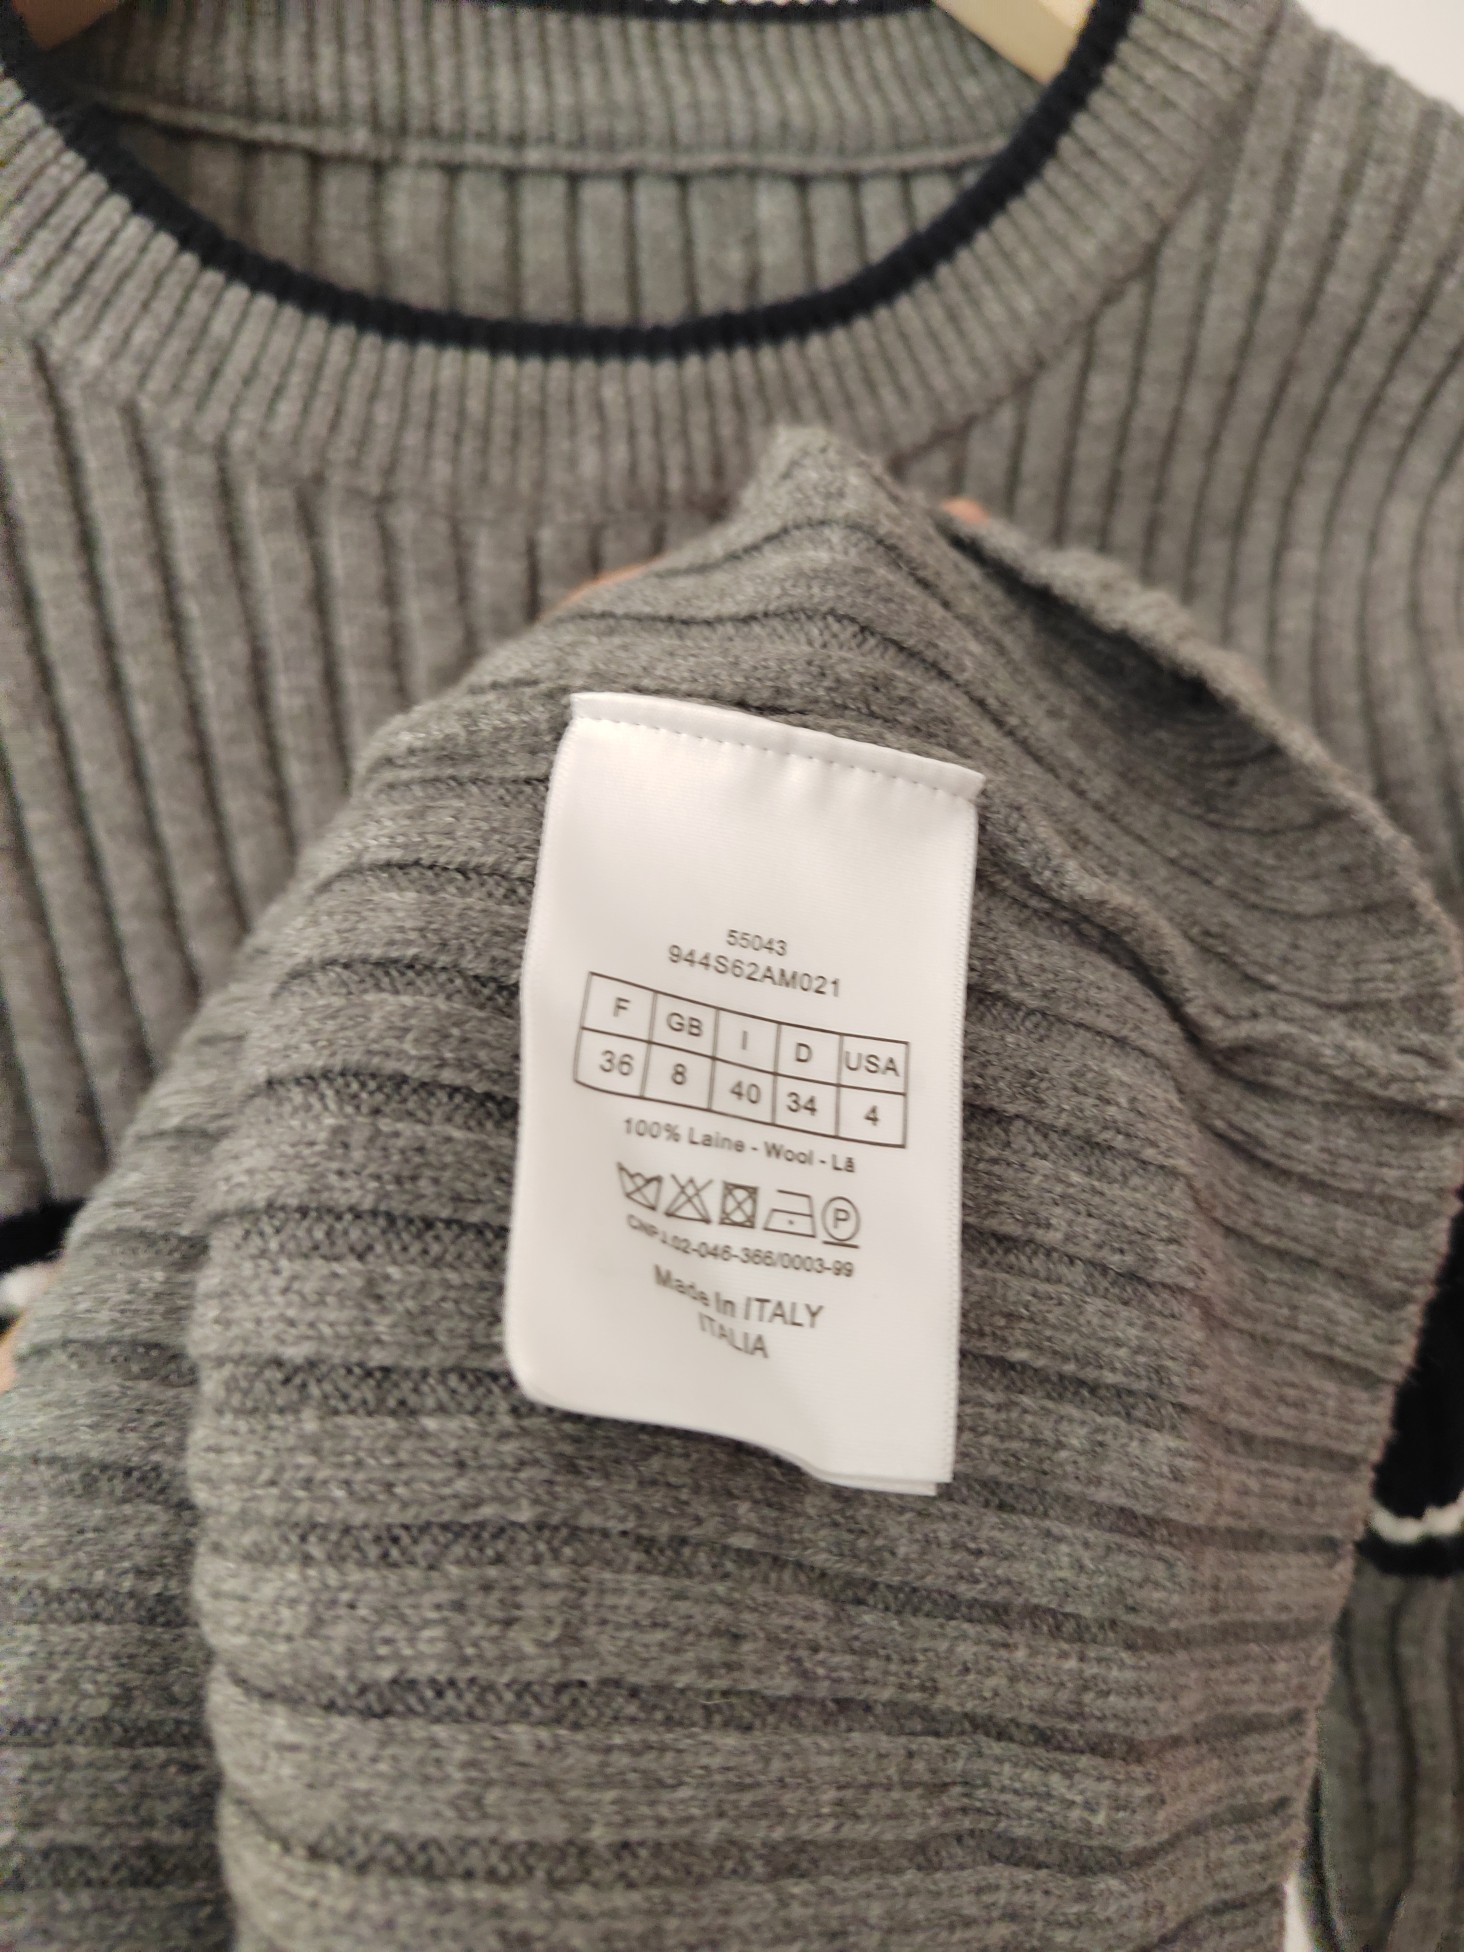 55043
944S62AM021
F GB I D USA
36 8 40 34 4
100% Laine - Wool - Lã
P
CNPJ.02-046-366/0003-99
Made In ITALY
ITALIA